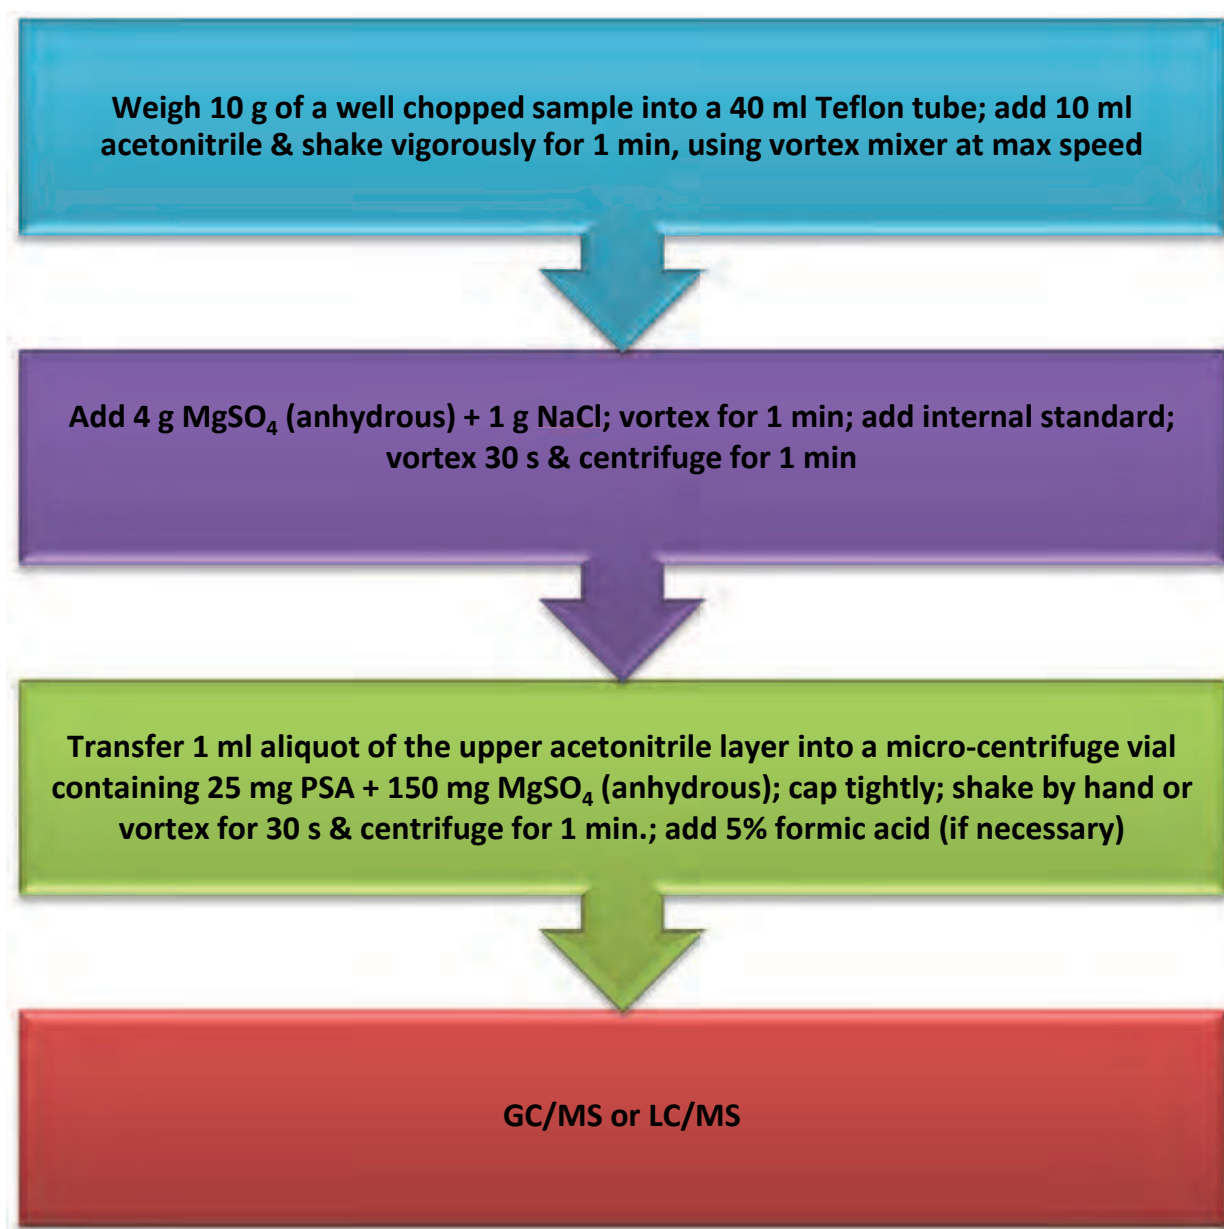 Weigh 10 g of a well chopped sample into a 40 ml Teflon tube; add 10 ml
acetonitrile & shake vigorously for 1 min, using vortex mixer at max speed
Add 4 g MgSO₄ (anhydrous) + 1 g NaCl; vortex for 1 min; add internal standard;
vortex 30 s & centrifuge for 1 min
Transfer 1 ml aliquot of the upper acetonitrile layer into a micro-centrifuge vial
containing 25 mg PSA + 150 mg MgSO₄ (anhydrous); cap tightly; shake by hand or
vortex for 30 s & centrifuge for 1 min.; add 5% formic acid (if necessary)
GC/MS or LC/MS